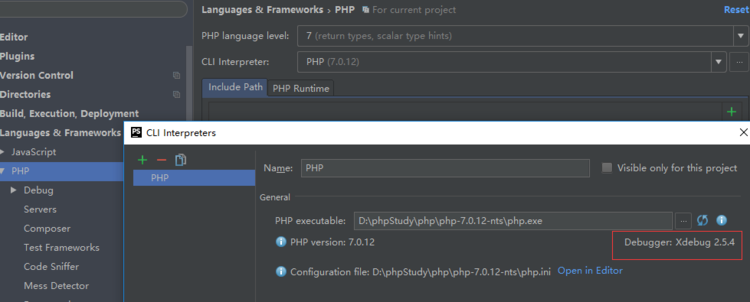 Languages & Frameworks › PHP For current project Reset
Editor
Plugins
Version Control
Directories
Build, Execution, Deployment
Languages & Frameworks
JavaScript
PHP
Debug
Servers
Composer
Test Frameworks
Code Sniffer
Mess Detector
PHP language level: 7 (return types, scalar type hints)
CLI Interpreter: PHP (7.0.12) ...
Include Path PHP Runtime
PS CLI Interpreters
PHP
Name: PHP Visible only for this project
General
PHP executable: D:\phpStudy\php\php-7.0.12-nts\php.exe ...
PHP version: 7.0.12 Debugger: Xdebug 2.5.4
Configuration file: D:\phpStudy\php\php-7.0.12-nts\php.ini Open in Editor